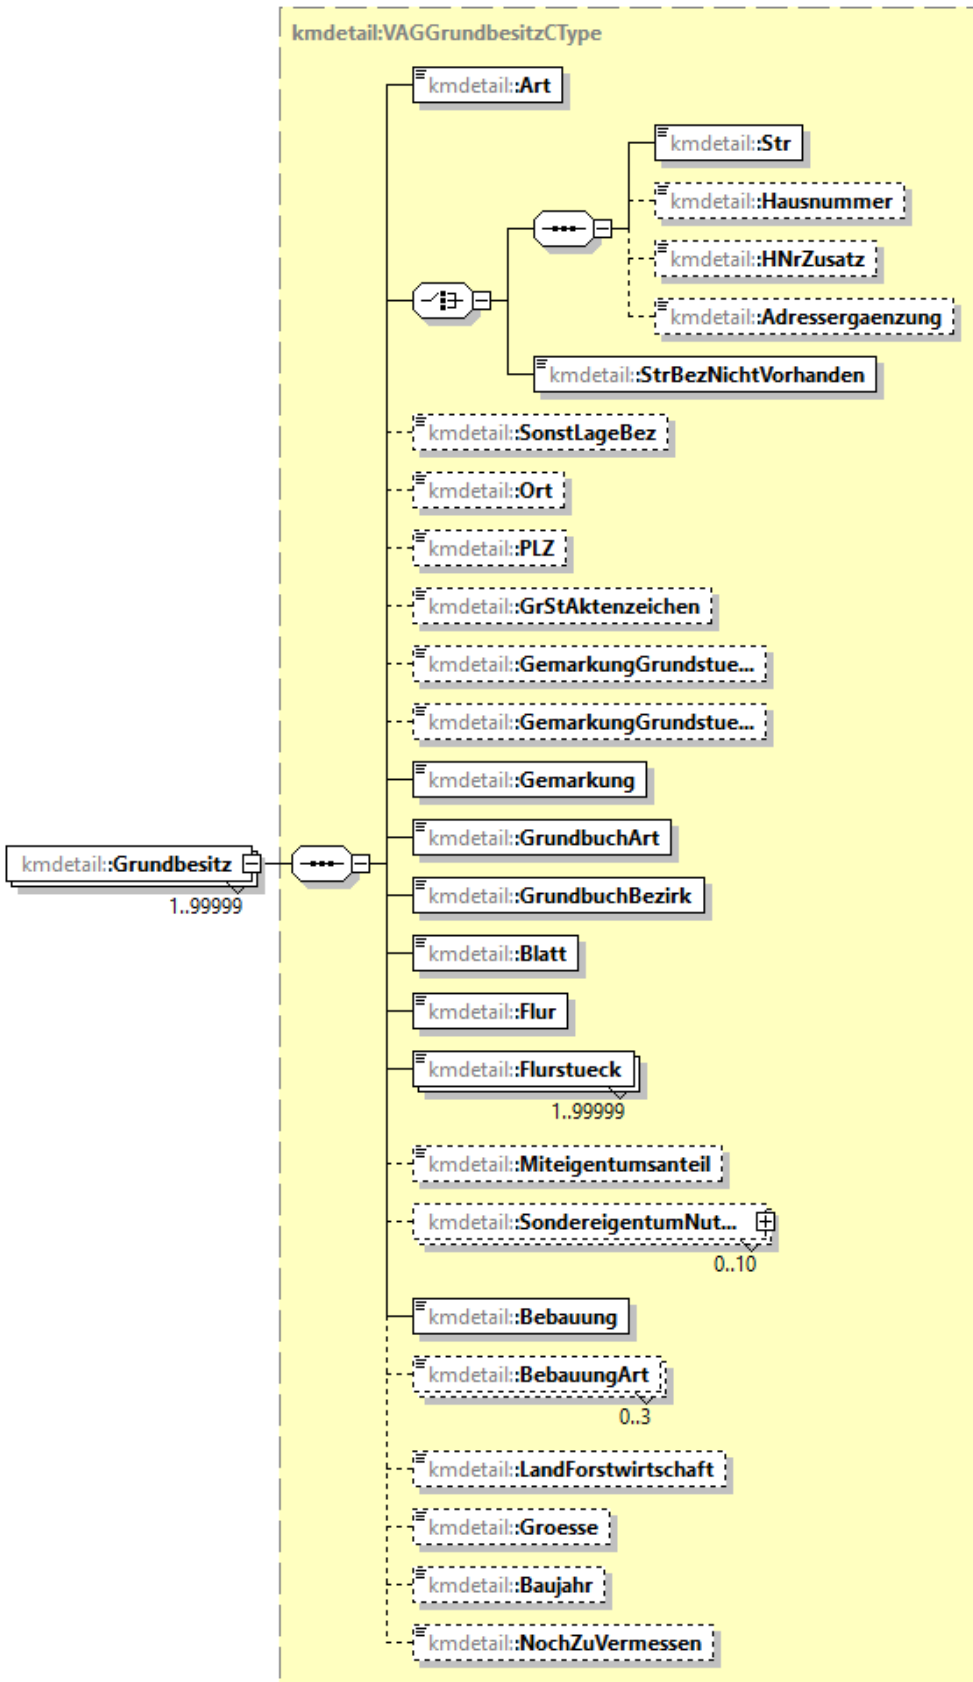 kmdetail:VAGGrundbesitzCType
kmdetail::Art
kmdetail::Str
kmdetail::Hausnummer
kmdetail::HNrZusatz
kmdetail::Adressergaenzung
kmdetail::StrBezNichtVorhanden
kmdetail::SonstLageBez
kmdetail::Ort
kmdetail::PLZ
kmdetail::GrStAktenzeichen
kmdetail::GemarkungGrundstue...
kmdetail::GemarkungGrundstue...
kmdetail::Gemarkung
kmdetail::GrundbuchArt
kmdetail::Grundbesitz
1..99999
kmdetail::GrundbuchBezirk
kmdetail::Blatt
kmdetail::Flur
kmdetail::Flurstueck
1..99999
kmdetail::Miteigentumsanteil
kmdetail::SondereigentumNut...
0..10
kmdetail::Bebauung
kmdetail::BebauungArt
0..3
kmdetail::LandForstwirtschaft
kmdetail::Groesse
kmdetail::Baujahr
kmdetail::NochZuVermessen